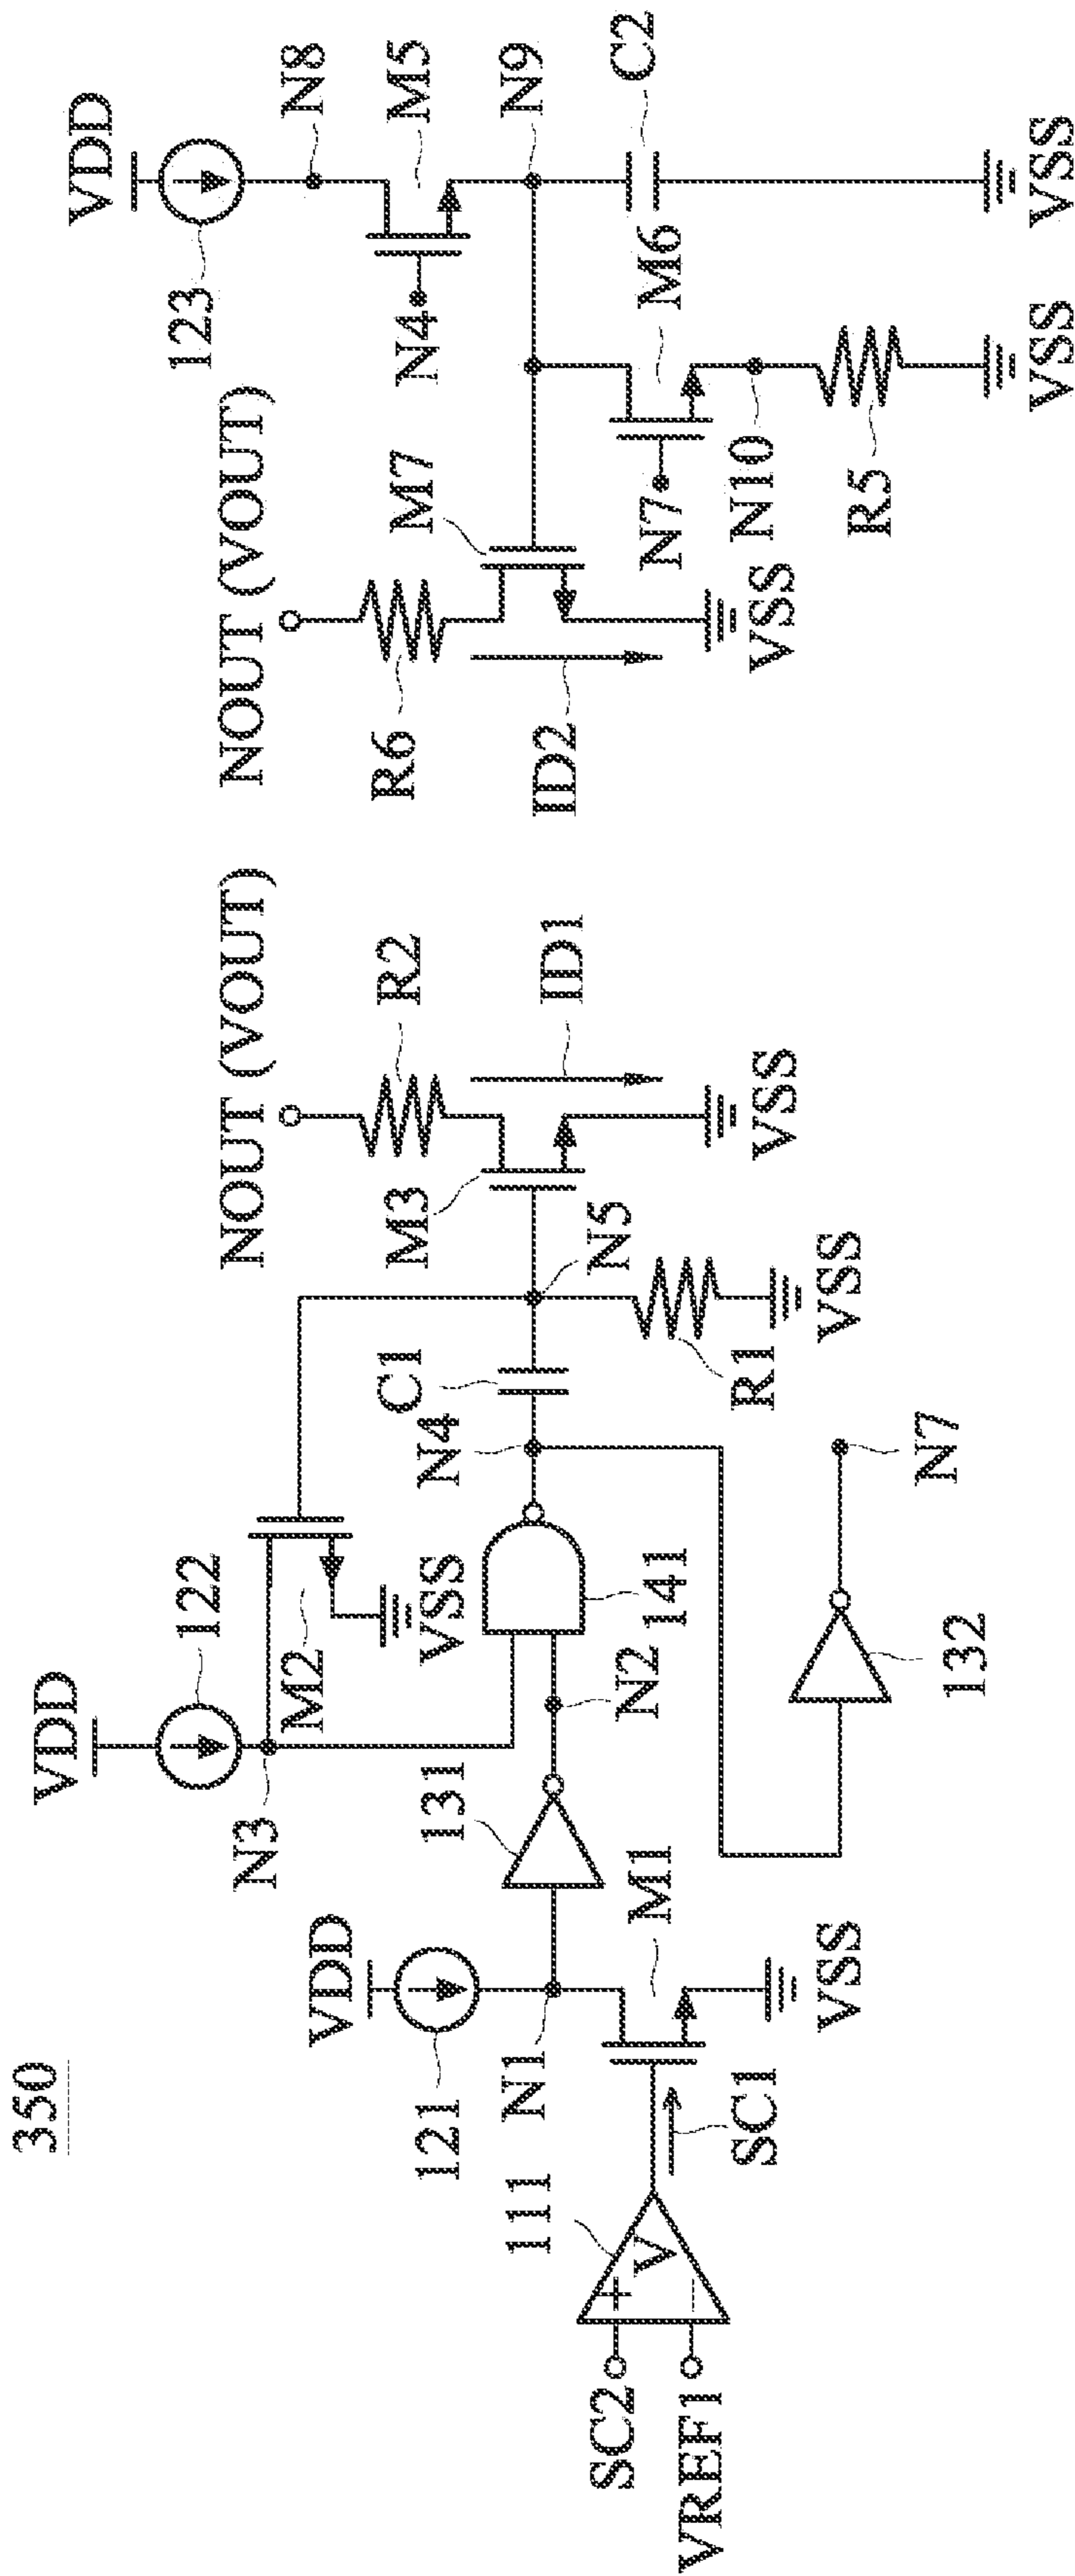 350
VDD
122
N3
M2
VSS
VDD
121
N1
131
N2
141
N4
C1
N5
R1
VSS
NOUT (VOUT)
R2
M3
ID1
VSS
SC2
VREF1
+
V
–
111
SC1
M1
VSS
132
N7
NOUT (VOUT)
R6
M7
ID2
VSS
VDD
123
N8
M5
N4
N9
C2
M6
N7
N10
R5
VSS
VSS